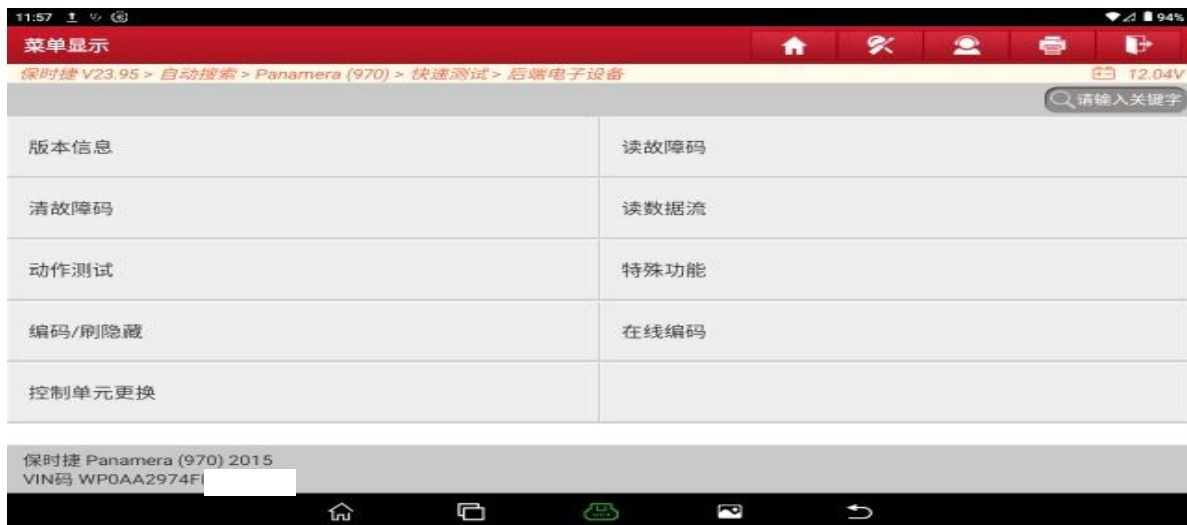 11:57 94%
菜单显示
保时捷 V23.95 > 自动搜索 > Panamera (970) > 快速测试 > 后端电子设备 12.04V
请输入关键字
版本信息 读故障码
清故障码 读数据流
动作测试 特殊功能
编码/刷隐藏 在线编码
控制单元更换
保时捷 Panamera (970) 2015
VIN码 WP0AA2974F